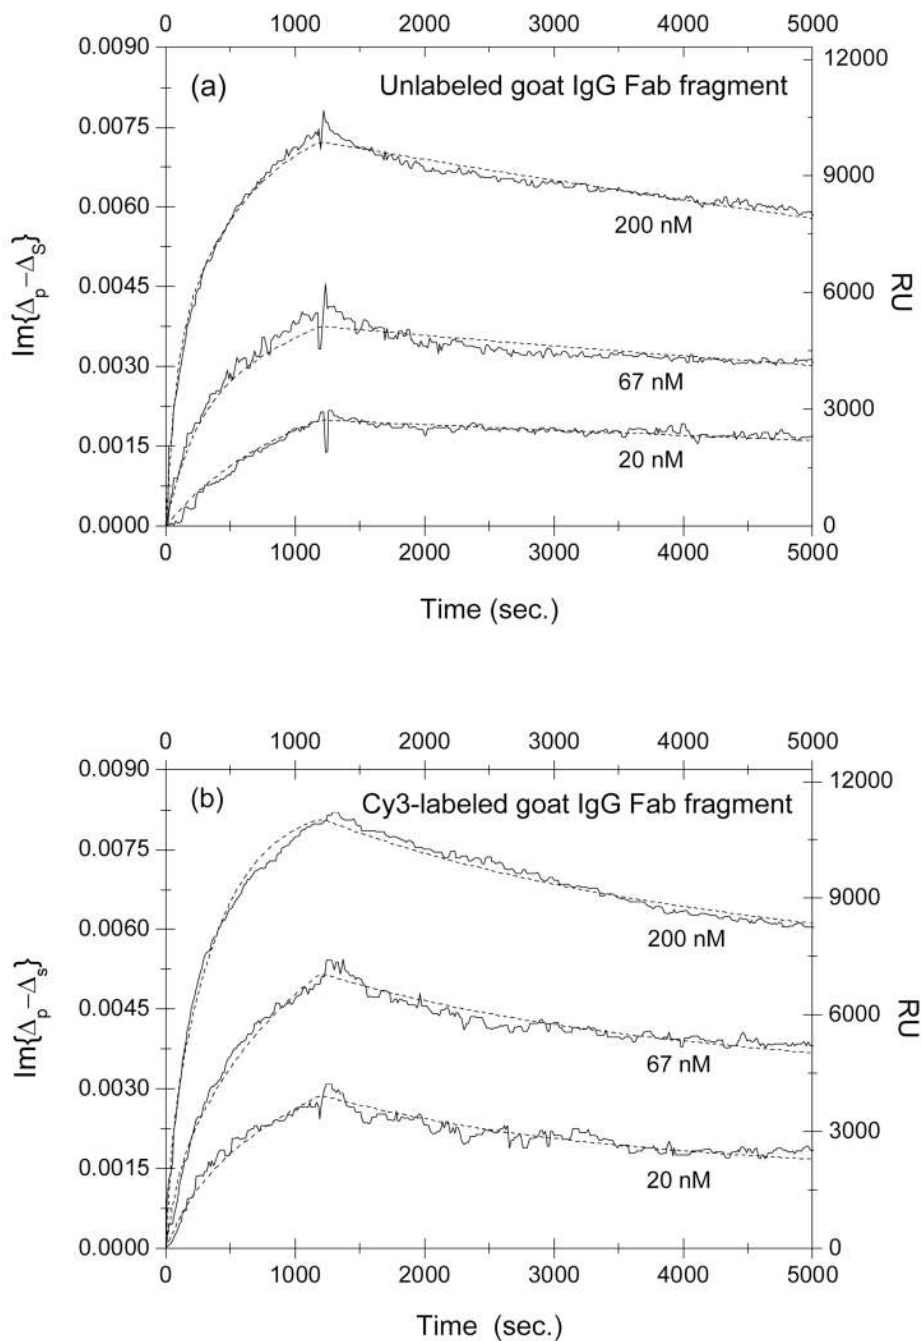 0 1000 2000 3000 4000 5000
0.0090 12000
(a) Unlabeled goat IgG Fab fragment
0.0075
9000
0.0060
200 nM
Im{Δp−ΔS}
0.0045 6000
RU
0.0030
67 nM
3000
0.0015
20 nM
0.0000 0
0 1000 2000 3000 4000 5000
Time (sec.)
0 1000 2000 3000 4000 5000
0.0090 12000
(b) Cy3-labeled goat IgG Fab fragment
0.0075
9000
0.0060
200 nM
Im{Δp−Δs}
0.0045 6000
RU
67 nM
0.0030
3000
0.0015
20 nM
0.0000 0
0 1000 2000 3000 4000 5000
Time (sec.)